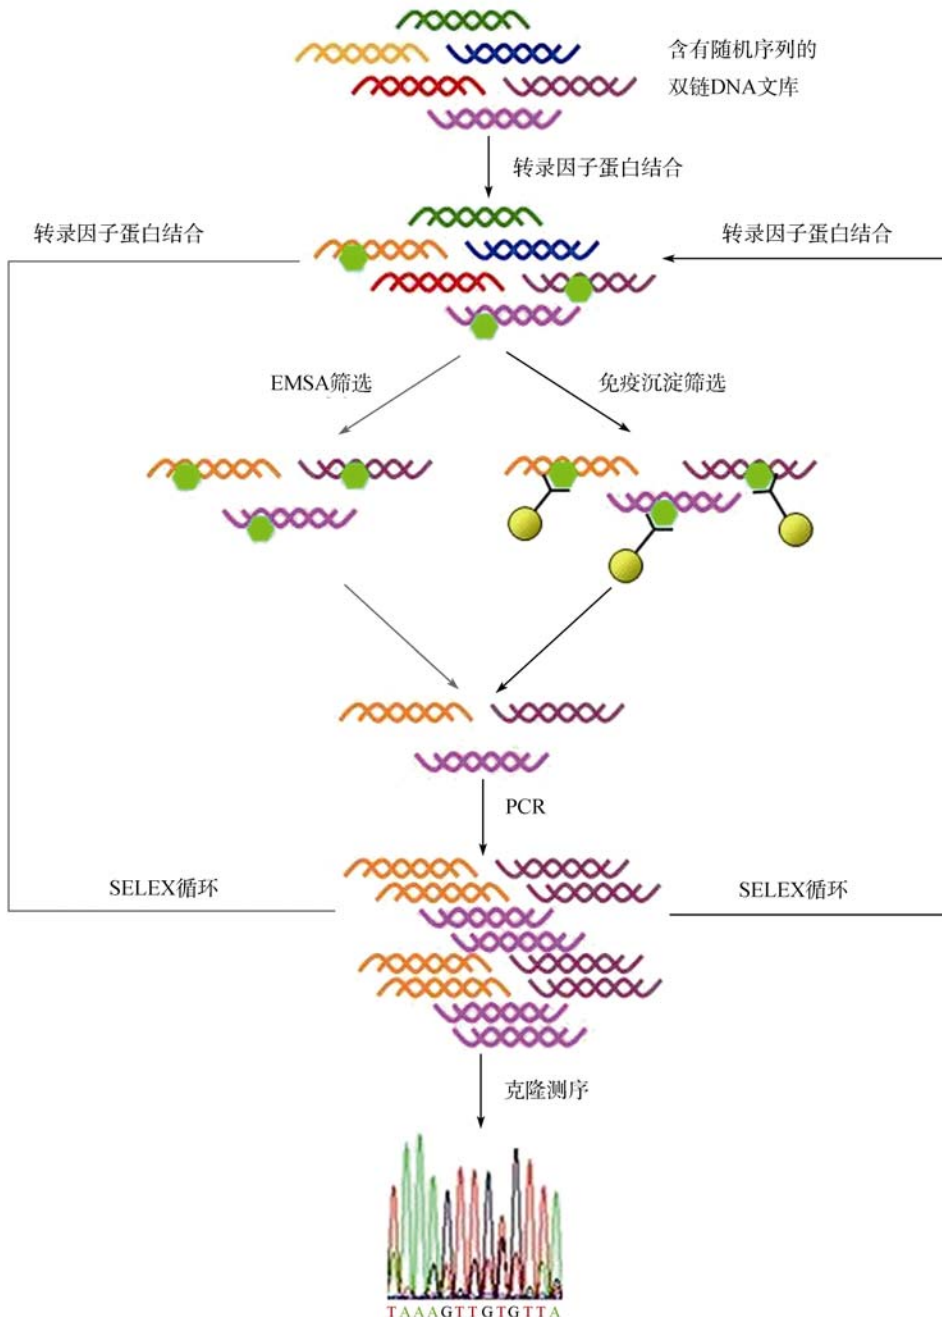 含有随机序列的
双链DNA文库
转录因子蛋白结合
转录因子蛋白结合
转录因子蛋白结合
EMSA筛选
免疫沉淀筛选
PCR
SELEX循环
SELEX循环
克隆测序
TAAAGTTGTGTTA